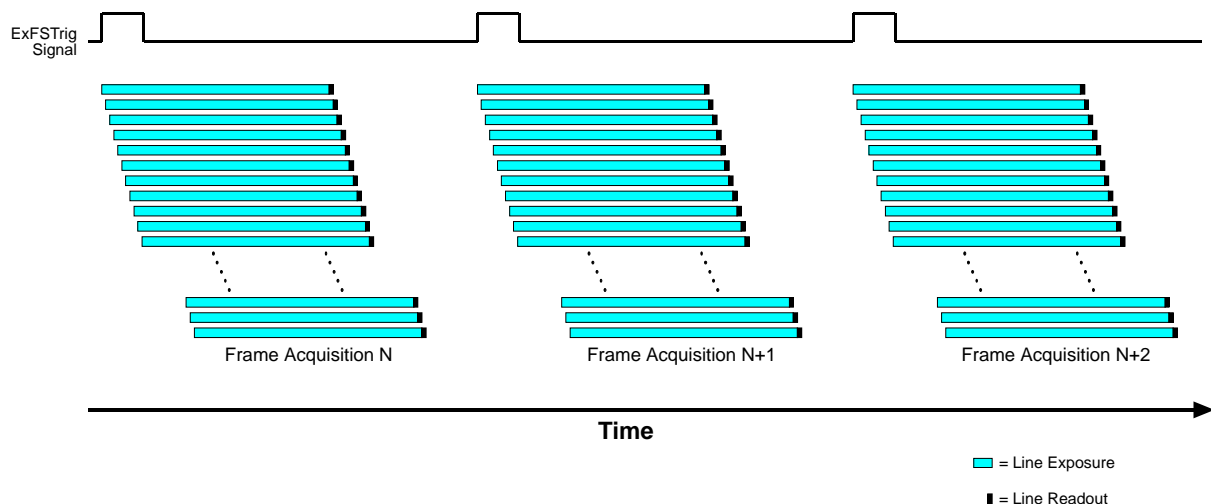 ExFSTrig
Signal
Frame Acquisition N
Frame Acquisition N+1
Frame Acquisition N+2
Time
= Line Exposure
= Line Readout